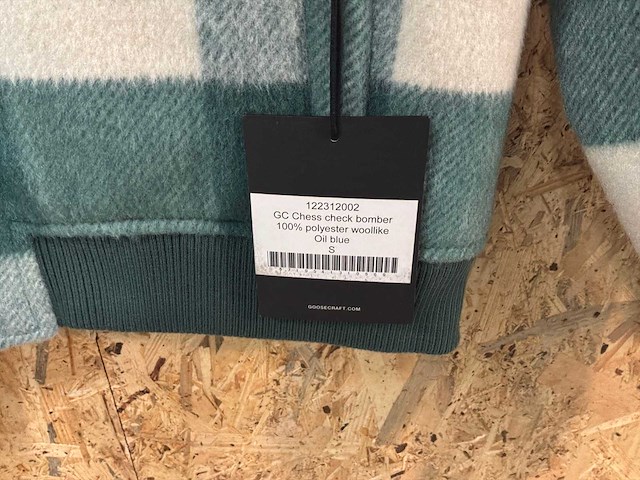 122312002
GC Chess check bomber
100% polyester woollike
Oil blue
S
GOOSECRAFT.COM